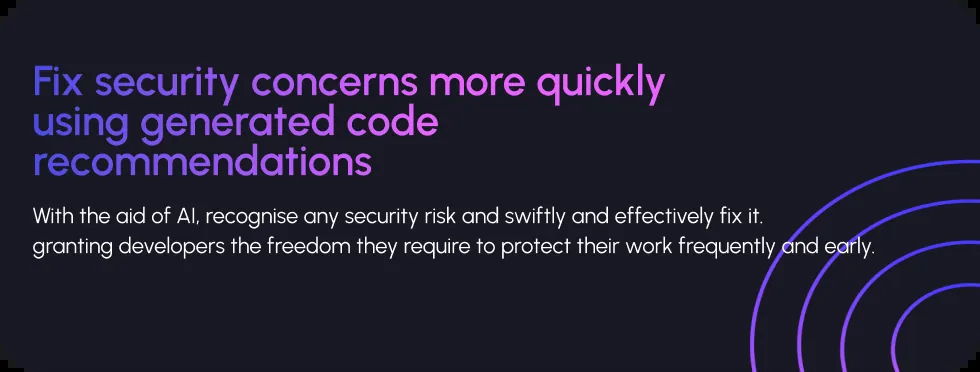 Fix security concerns more quickly
using generated code
recommendations
With the aid of AI, recognise any security risk and swiftly and effectively fix it.
granting developers the freedom they require to protect their work frequently and early.